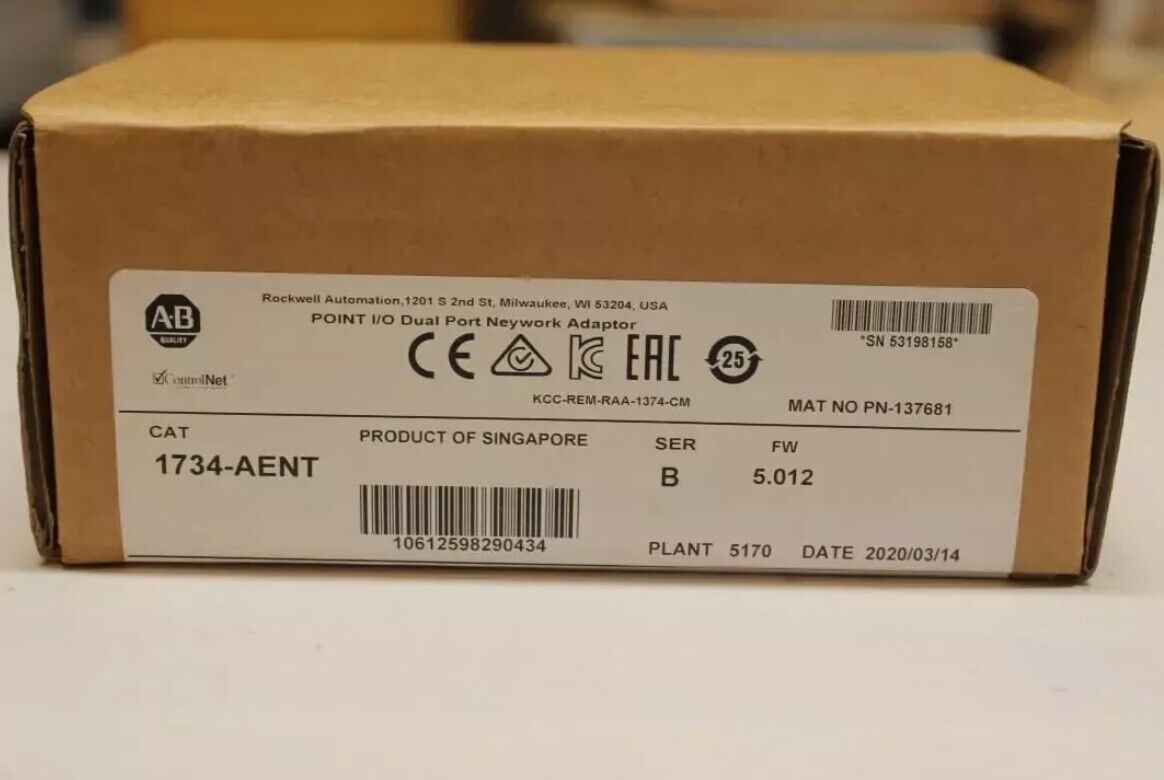 A·B
QUALITY
ControlNet
Rockwell Automation,1201 S 2nd St, Milwaukee, WI 53204, USA
POINT I/O Dual Port Neywork Adaptor
CE
EAC
25
KCC-REM-RAA-1374-CM
*SN 53198158*
MAT NO PN-137681
CAT
1734-AENT
PRODUCT OF SINGAPORE
10612598290434
SER
B
FW
5.012
PLANT 5170 DATE 2020/03/14